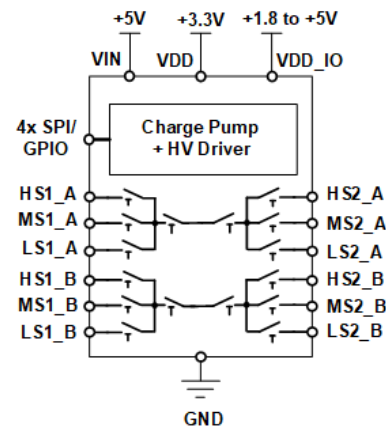 +5V +3.3V +1.8 to +5V
VIN VDD VDD_IO
4x SPI/
GPIO
Charge Pump
+ HV Driver
HS1_A HS2_A
MS1_A MS2_A
LS1_A LS2_A
HS1_B HS2_B
MS1_B MS2_B
LS1_B LS2_B
GND